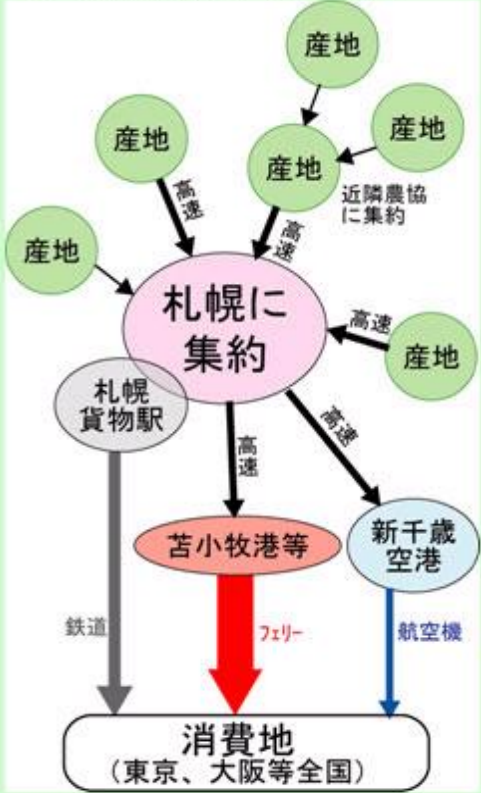 産地
産地
産地
産地
近隣農協
に集約
高速
高速
産地
札幌に
集約
高速
産地
札幌
貨物駅
高速
高速
苫小牧港等
新千歳
空港
鉄道
フェリー
航空機
消費地
(東京、大阪等全国)